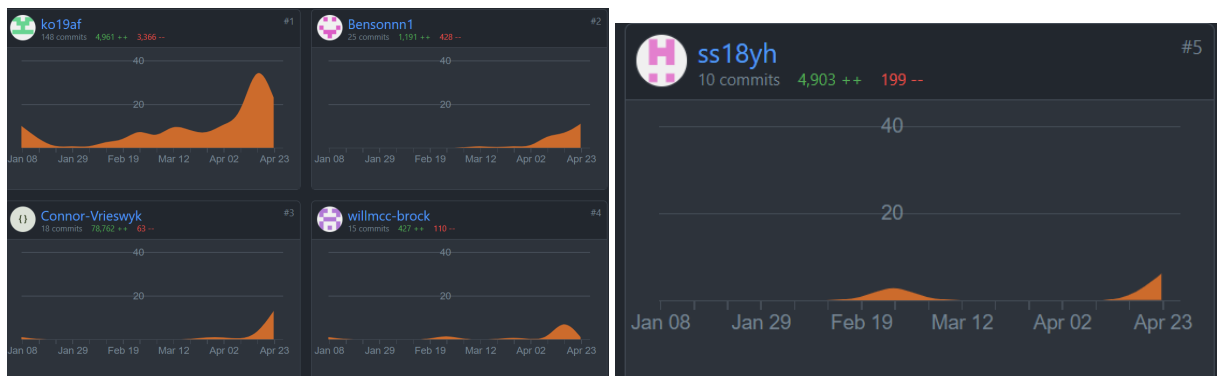 ko19af #1
148 commits 4,961 ++ 3,366 --
40
20
Jan 08 Jan 29 Feb 19 Mar 12 Apr 02 Apr 23
Bensonnn1 #2
25 commits 1,191 ++ 428 --
40
20
Jan 08 Jan 29 Feb 19 Mar 12 Apr 02 Apr 23
{} Connor-Vrieswyk #3
18 commits 78,762 ++ 63 --
40
20
Jan 08 Jan 29 Feb 19 Mar 12 Apr 02 Apr 23
willmcc-brock #4
15 commits 427 ++ 110 --
40
20
Jan 08 Jan 29 Feb 19 Mar 12 Apr 02 Apr 23
ss18yh #5
10 commits 4,903 ++ 199 --
40
20
Jan 08 Jan 29 Feb 19 Mar 12 Apr 02 Apr 23